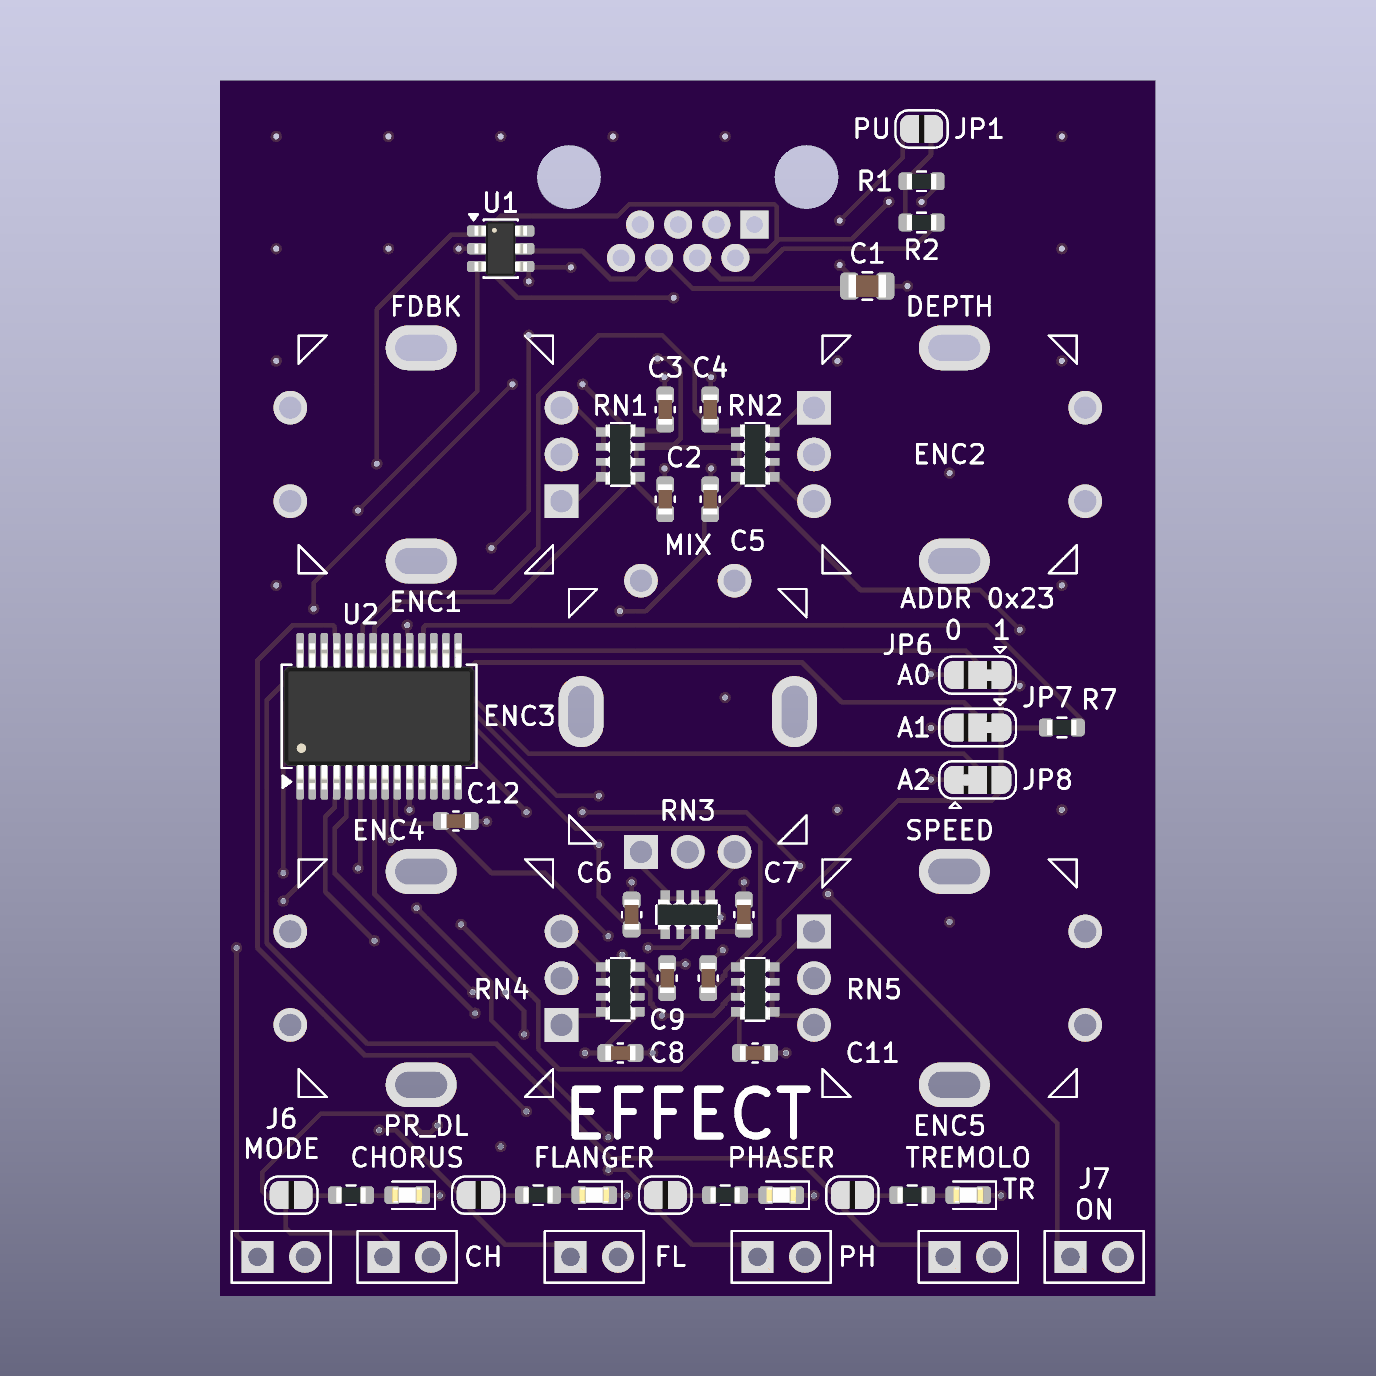 PU JP1
R1
U1
R2
C1
FDBK DEPTH
C3 C4
RN1 RN2
ENC2
C2
MIX C5
ENC1 ADDR 0x23
U2
0 1
JP6
A0
JP7 R7
ENC3 A1
A2 JP8
C12
RN3
ENC4 SPEED
C6 C7
RN4 RN5
C9
C8 C11
EFFECT
J6 PR_DL ENC5
MODE CHORUS FLANGER PHASER TREMOLO
TR J7
ON
CH FL PH